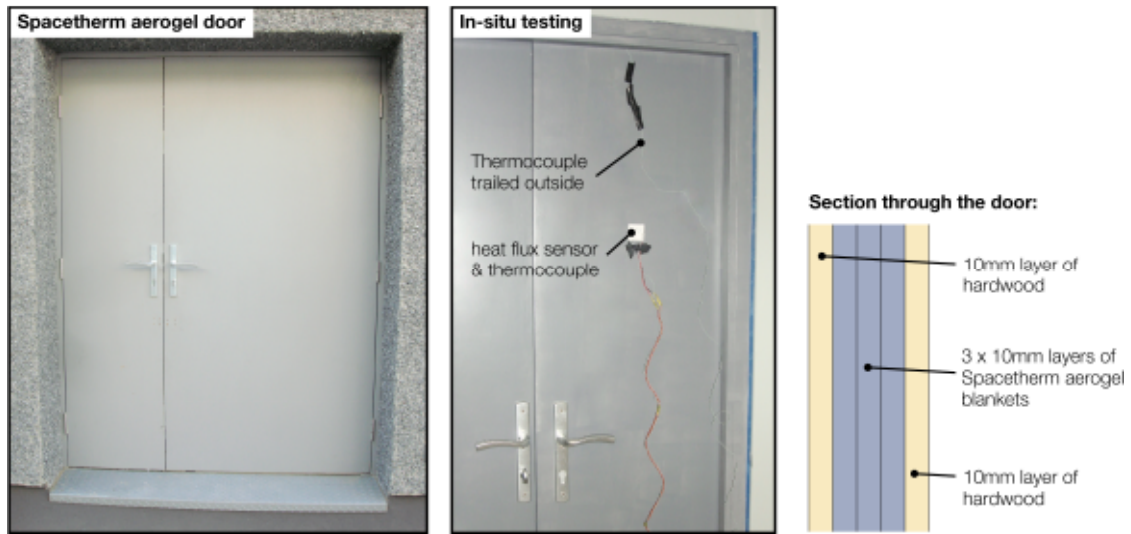 Spacetherm aerogel door
In-situ testing
Thermocouple
trailed outside
heat flux sensor
& thermocouple
Section through the door:
10mm layer of
hardwood
3 x 10mm layers of
Spacetherm aerogel
blankets
10mm layer of
hardwood